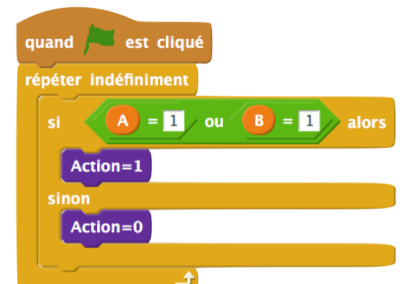 quand est cliqué
répéter indéfiniment
si A = 1 ou B = 1 alors
Action=1
sinon
Action=0